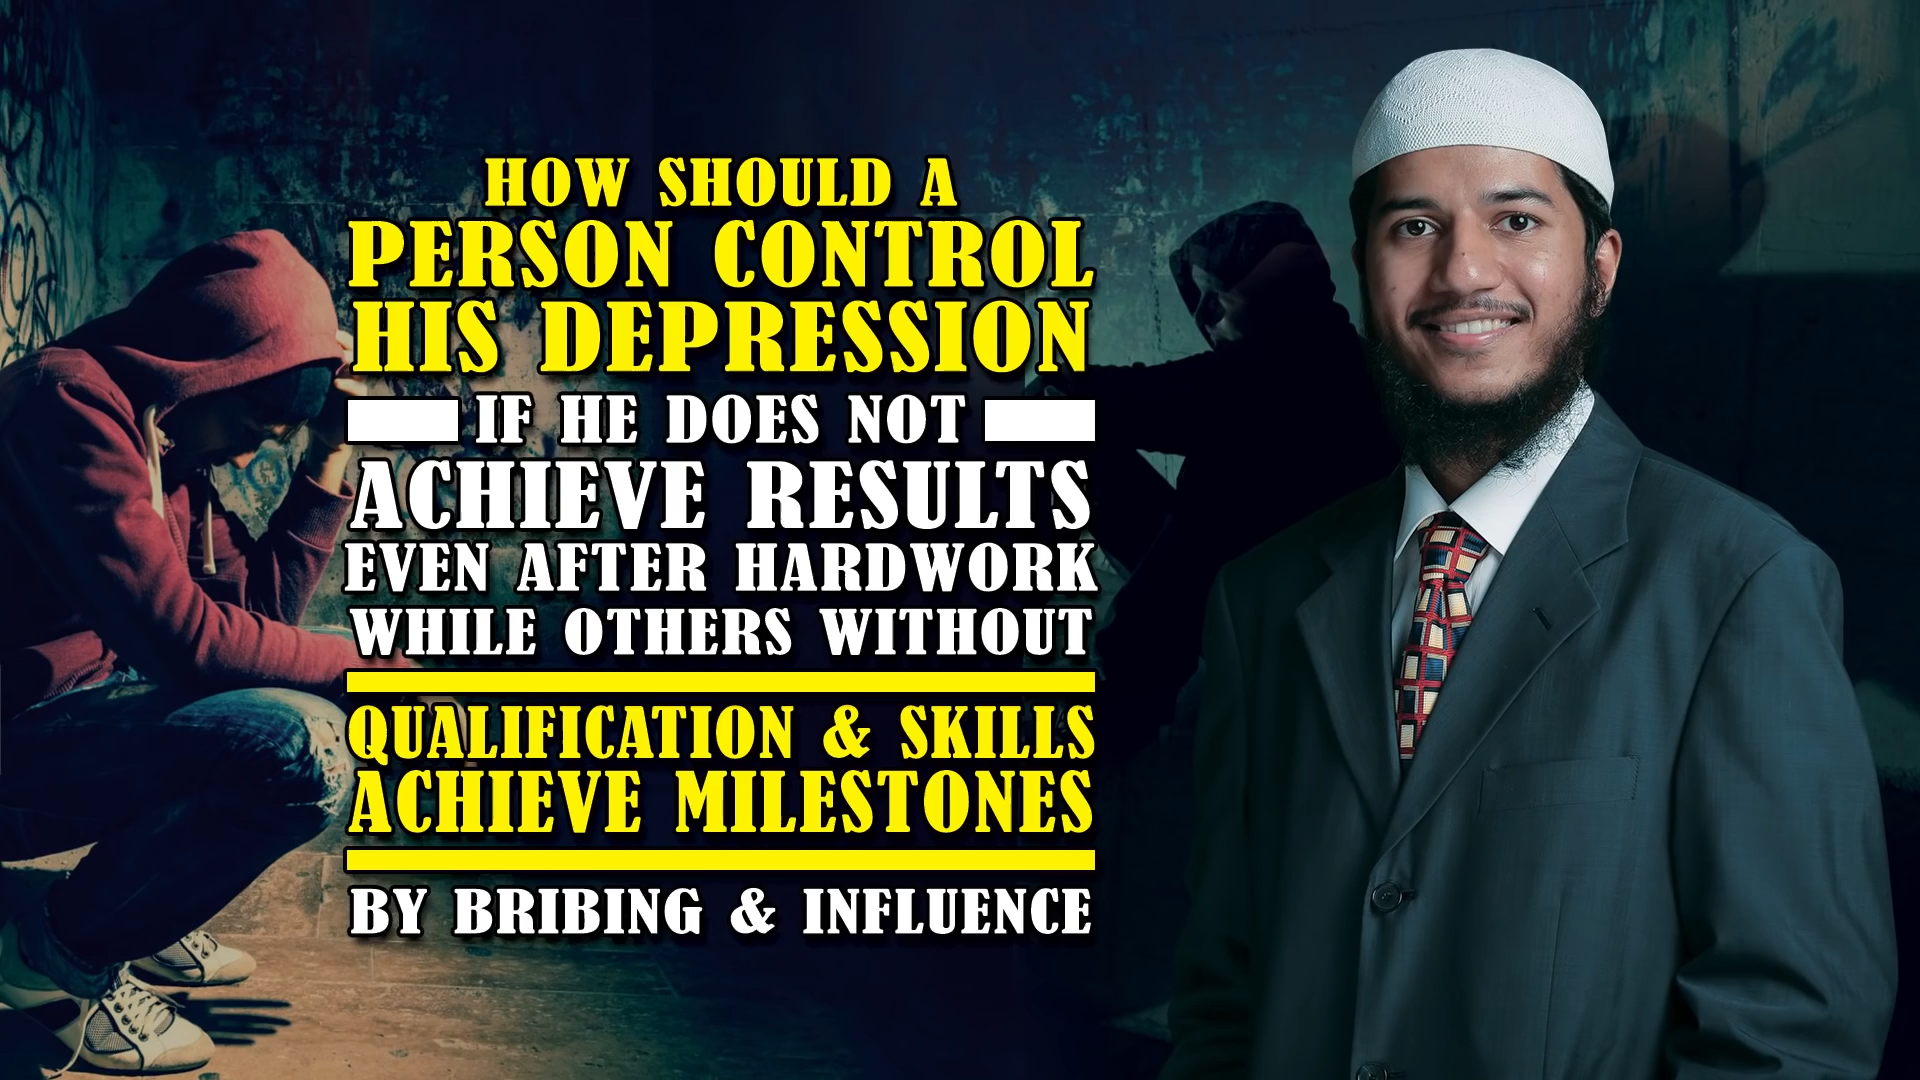 HOW SHOULD A
PERSON CONTROL
HIS DEPRESSION
IF HE DOES NOT
ACHIEVE RESULTS
EVEN AFTER HARDWORK
WHILE OTHERS WITHOUT
QUALIFICATION & SKILLS
ACHIEVE MILESTONES
BY BRIBING & INFLUENCE